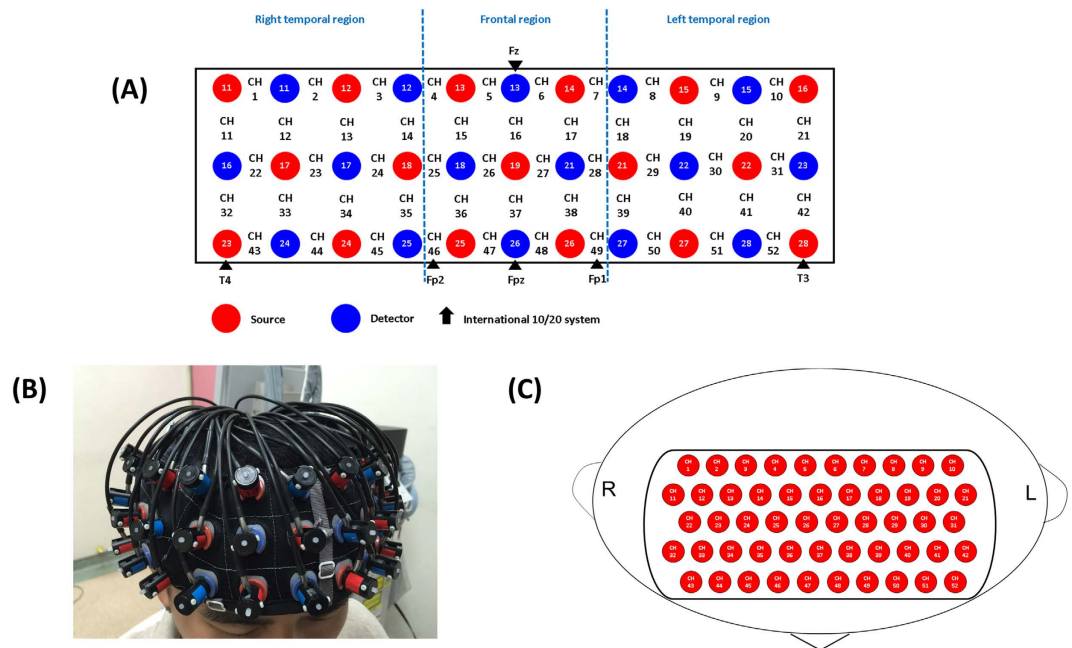 Right temporal region Frontal region Left temporal region
Fz
(A)
11 CH 1 11 CH 2 12 CH 3 12 CH 4 13 CH 5 13 CH 6 14 CH 7 14 CH 8 15 CH 9 15 CH 10 16
CH 11 CH 12 CH 13 CH 14 CH 15 CH 16 CH 17 CH 18 CH 19 CH 20 CH 21
16 CH 22 17 CH 23 17 CH 24 18 CH 25 18 CH 26 19 CH 27 21 CH 28 21 CH 29 22 CH 30 22 CH 31 23
CH 32 CH 33 CH 34 CH 35 CH 36 CH 37 CH 38 CH 39 CH 40 CH 41 CH 42
23 CH 43 24 CH 44 24 CH 45 25 CH 46 25 CH 47 26 CH 48 26 CH 49 27 CH 50 27 CH 51 28 CH 52 28
T4 Fp2 Fpz Fp1 T3
Source Detector International 10/20 system
(B)
(C)
R
L
CH 1 CH 2 CH 3 CH 4 CH 5 CH 6 CH 7 CH 8 CH 9 CH 10
CH 11 CH 12 CH 13 CH 14 CH 15 CH 16 CH 17 CH 18 CH 19 CH 20 CH 21
CH 22 CH 23 CH 24 CH 25 CH 26 CH 27 CH 28 CH 29 CH 30 CH 31
CH 32 CH 33 CH 34 CH 35 CH 36 CH 37 CH 38 CH 39 CH 40 CH 41 CH 42
CH 43 CH 44 CH 45 CH 46 CH 47 CH 48 CH 49 CH 50 CH 51 CH 52